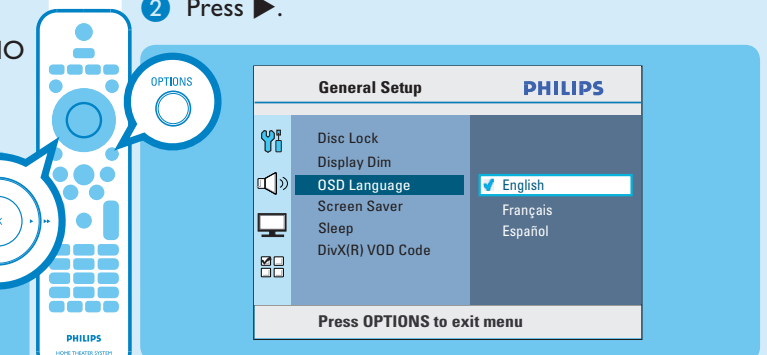 2 Press ▶.
OPTIONS
General Setup PHILIPS
Disc Lock
Display Dim
OSD Language
Screen Saver
Sleep
DivX(R) VOD Code
✔ English
Français
Español
Press OPTIONS to exit menu
PHILIPS
HOME THEATER SYSTEM